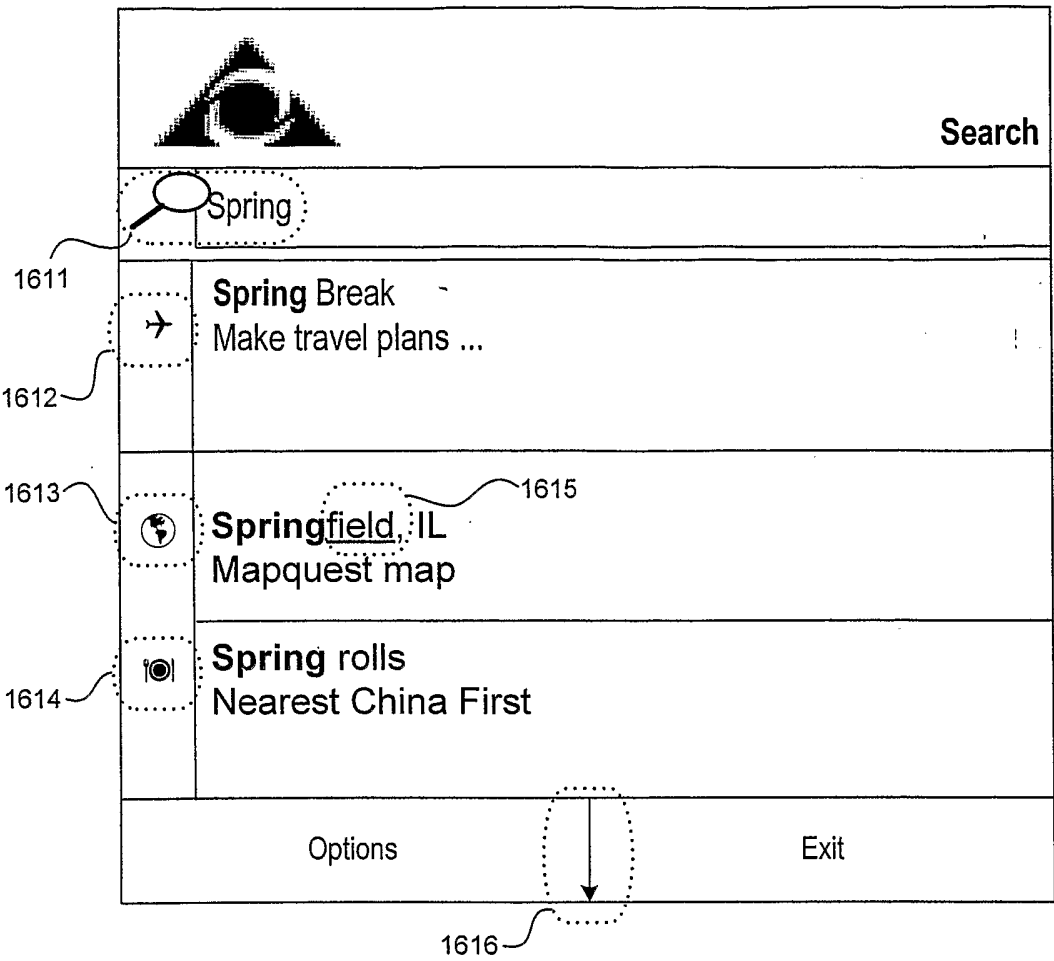 Search
Spring
1611
Spring Break
Make travel plans ...
1612
1613
1615
Springfield, IL
Mapquest map
Spring rolls
Nearest China First
1614
Options
Exit
1616